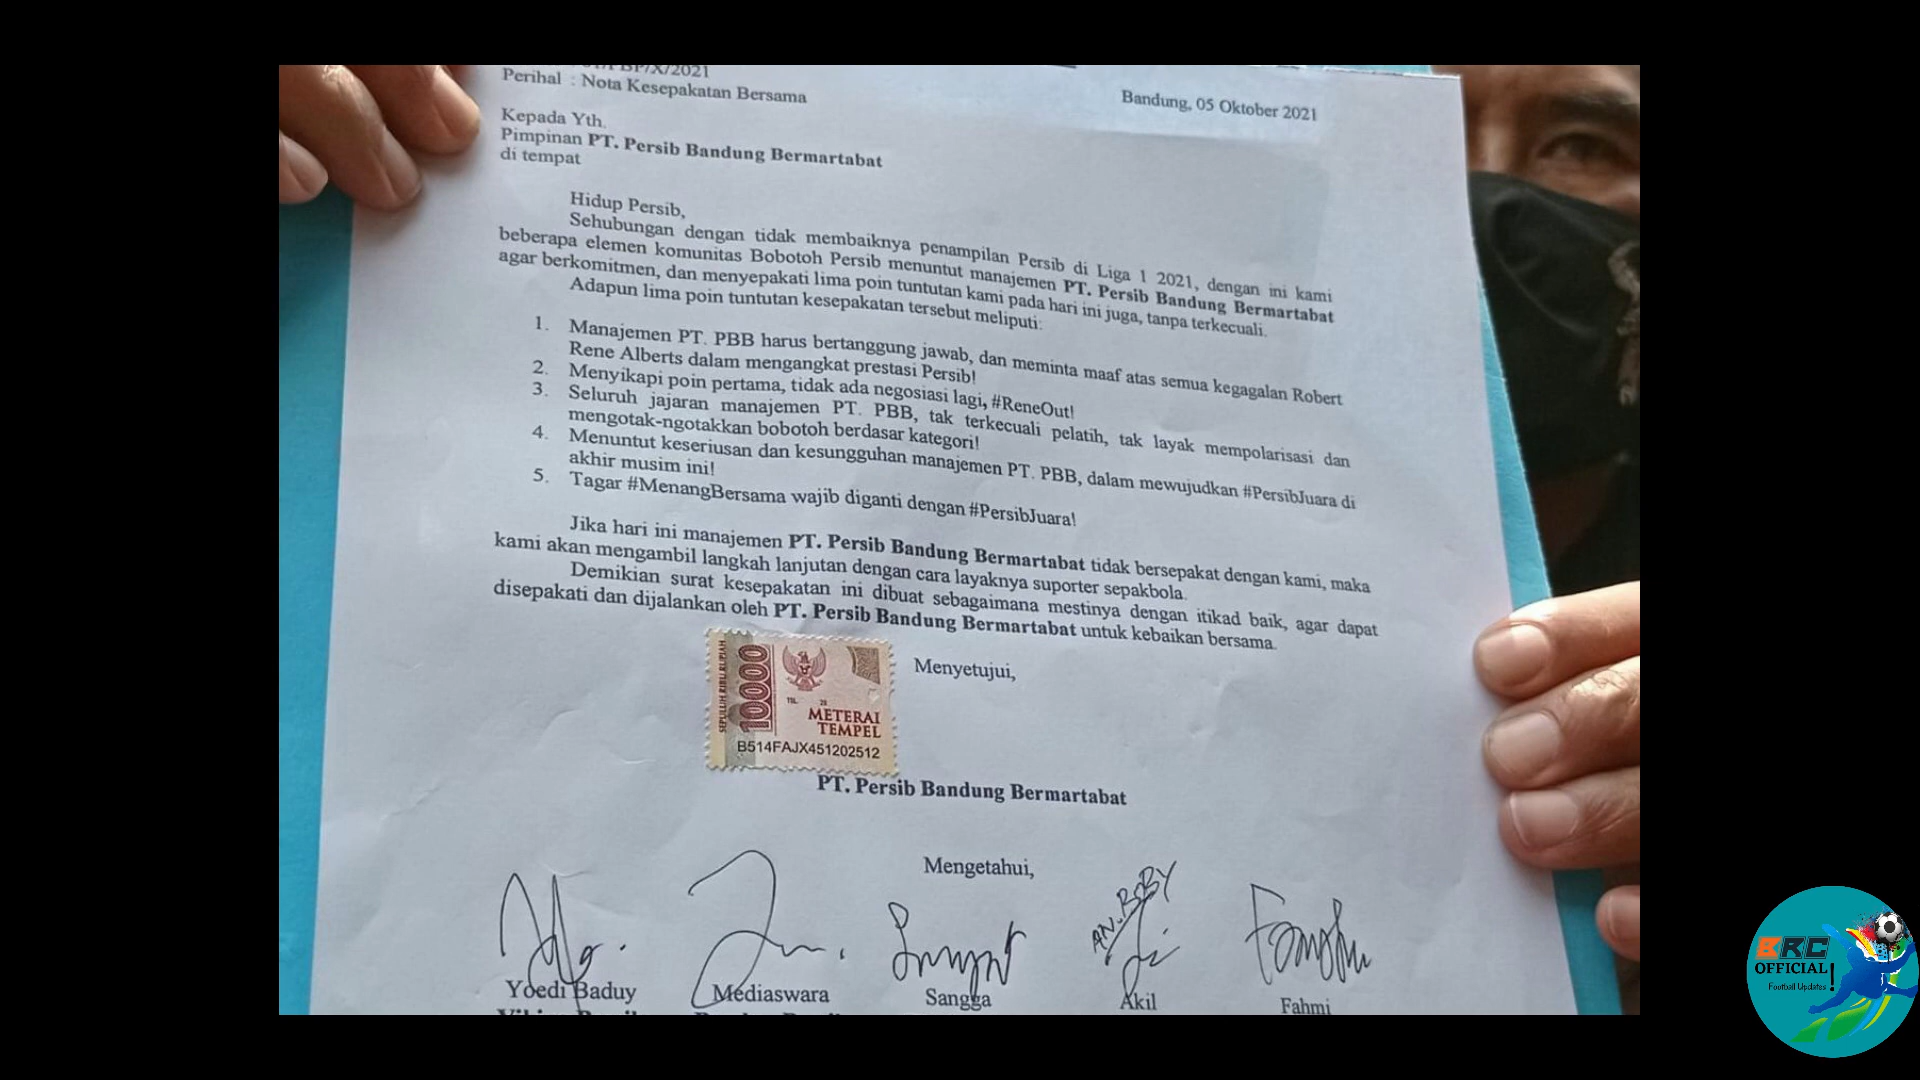 BP/X/2021
Perihal : Nota Kesepakatan Bersama
Bandung, 05 Oktober 2021
Kepada Yth.
Pimpinan PT. Persib Bandung Bermartabat
di tempat
Hidup Persib,
Sehubungan dengan tidak membaiknya penampilan Persib di Liga 1 2021, dengan ini kami
beberapa elemen komunitas Bobotoh Persib menuntut manajemen PT. Persib Bandung Bermartabat
agar berkomitmen, dan menyepakati lima poin tuntutan kami pada hari ini juga, tanpa terkecuali.
Adapun lima poin tuntutan kesepakatan tersebut meliputi:
1. Manajemen PT. PBB harus bertanggung jawab, dan meminta maaf atas semua kegagalan Robert
Rene Alberts dalam mengangkat prestasi Persib!
2. Menyikapi poin pertama, tidak ada negosiasi lagi, #ReneOut!
3. Seluruh jajaran manajemen PT. PBB, tak terkecuali pelatih, tak layak mempolarisasi dan
mengotak-ngotakkan bobotoh berdasar kategori!
4. Menuntut keseriusan dan kesungguhan manajemen PT. PBB, dalam mewujudkan #PersibJuara di
akhir musim ini!
5. Tagar #MenangBersama wajib diganti dengan #PersibJuara!
Jika hari ini manajemen PT. Persib Bandung Bermartabat tidak bersepakat dengan kami, maka
kami akan mengambil langkah lanjutan dengan cara layaknya suporter sepakbola.
Demikian surat kesepakatan ini dibuat sebagaimana mestinya dengan itikad baik, agar dapat
disepakati dan dijalankan oleh PT. Persib Bandung Bermartabat untuk kebaikan bersama.
Menyetujui,
SEPULUH RIBU RUPIAH
10000
TGL. 20
METERAI
TEMPEL
B514FAJX451202512
PT. Persib Bandung Bermartabat
Mengetahui,
AN. BOBY
Yoedi Baduy
Mediaswara
Sangga
Akil
Fahmi
BRC
OFFICIAL!
Football Updates